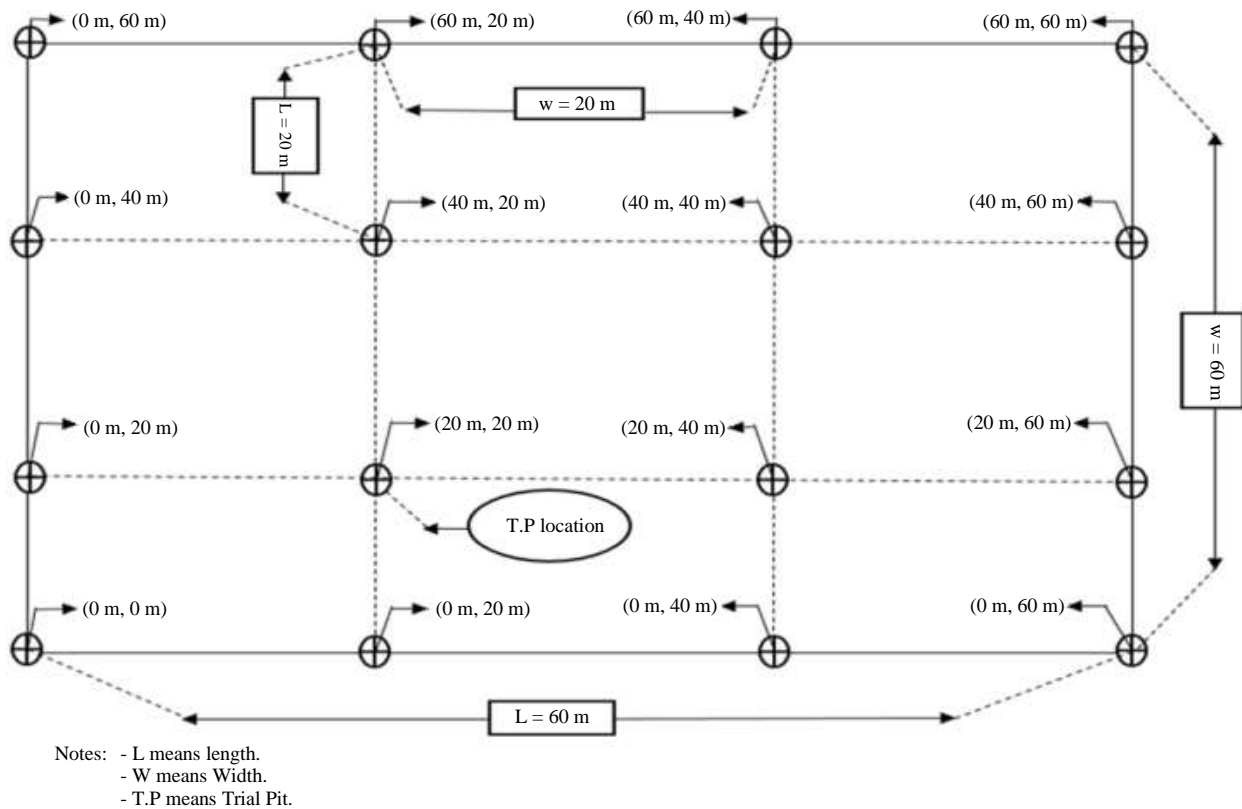 (0 m, 60 m)
(60 m, 20 m)
(60 m, 40 m)
(60 m, 60 m)
L = 20 m
w = 20 m
(0 m, 40 m)
(40 m, 20 m)
(40 m, 40 m)
(40 m, 60 m)
w = 60 m
(0 m, 20 m)
(20 m, 20 m)
(20 m, 40 m)
(20 m, 60 m)
T.P location
(0 m, 0 m)
(0 m, 20 m)
(0 m, 40 m)
(0 m, 60 m)
L = 60 m
Notes: - L means length.
- W means Width.
- T.P means Trial Pit.